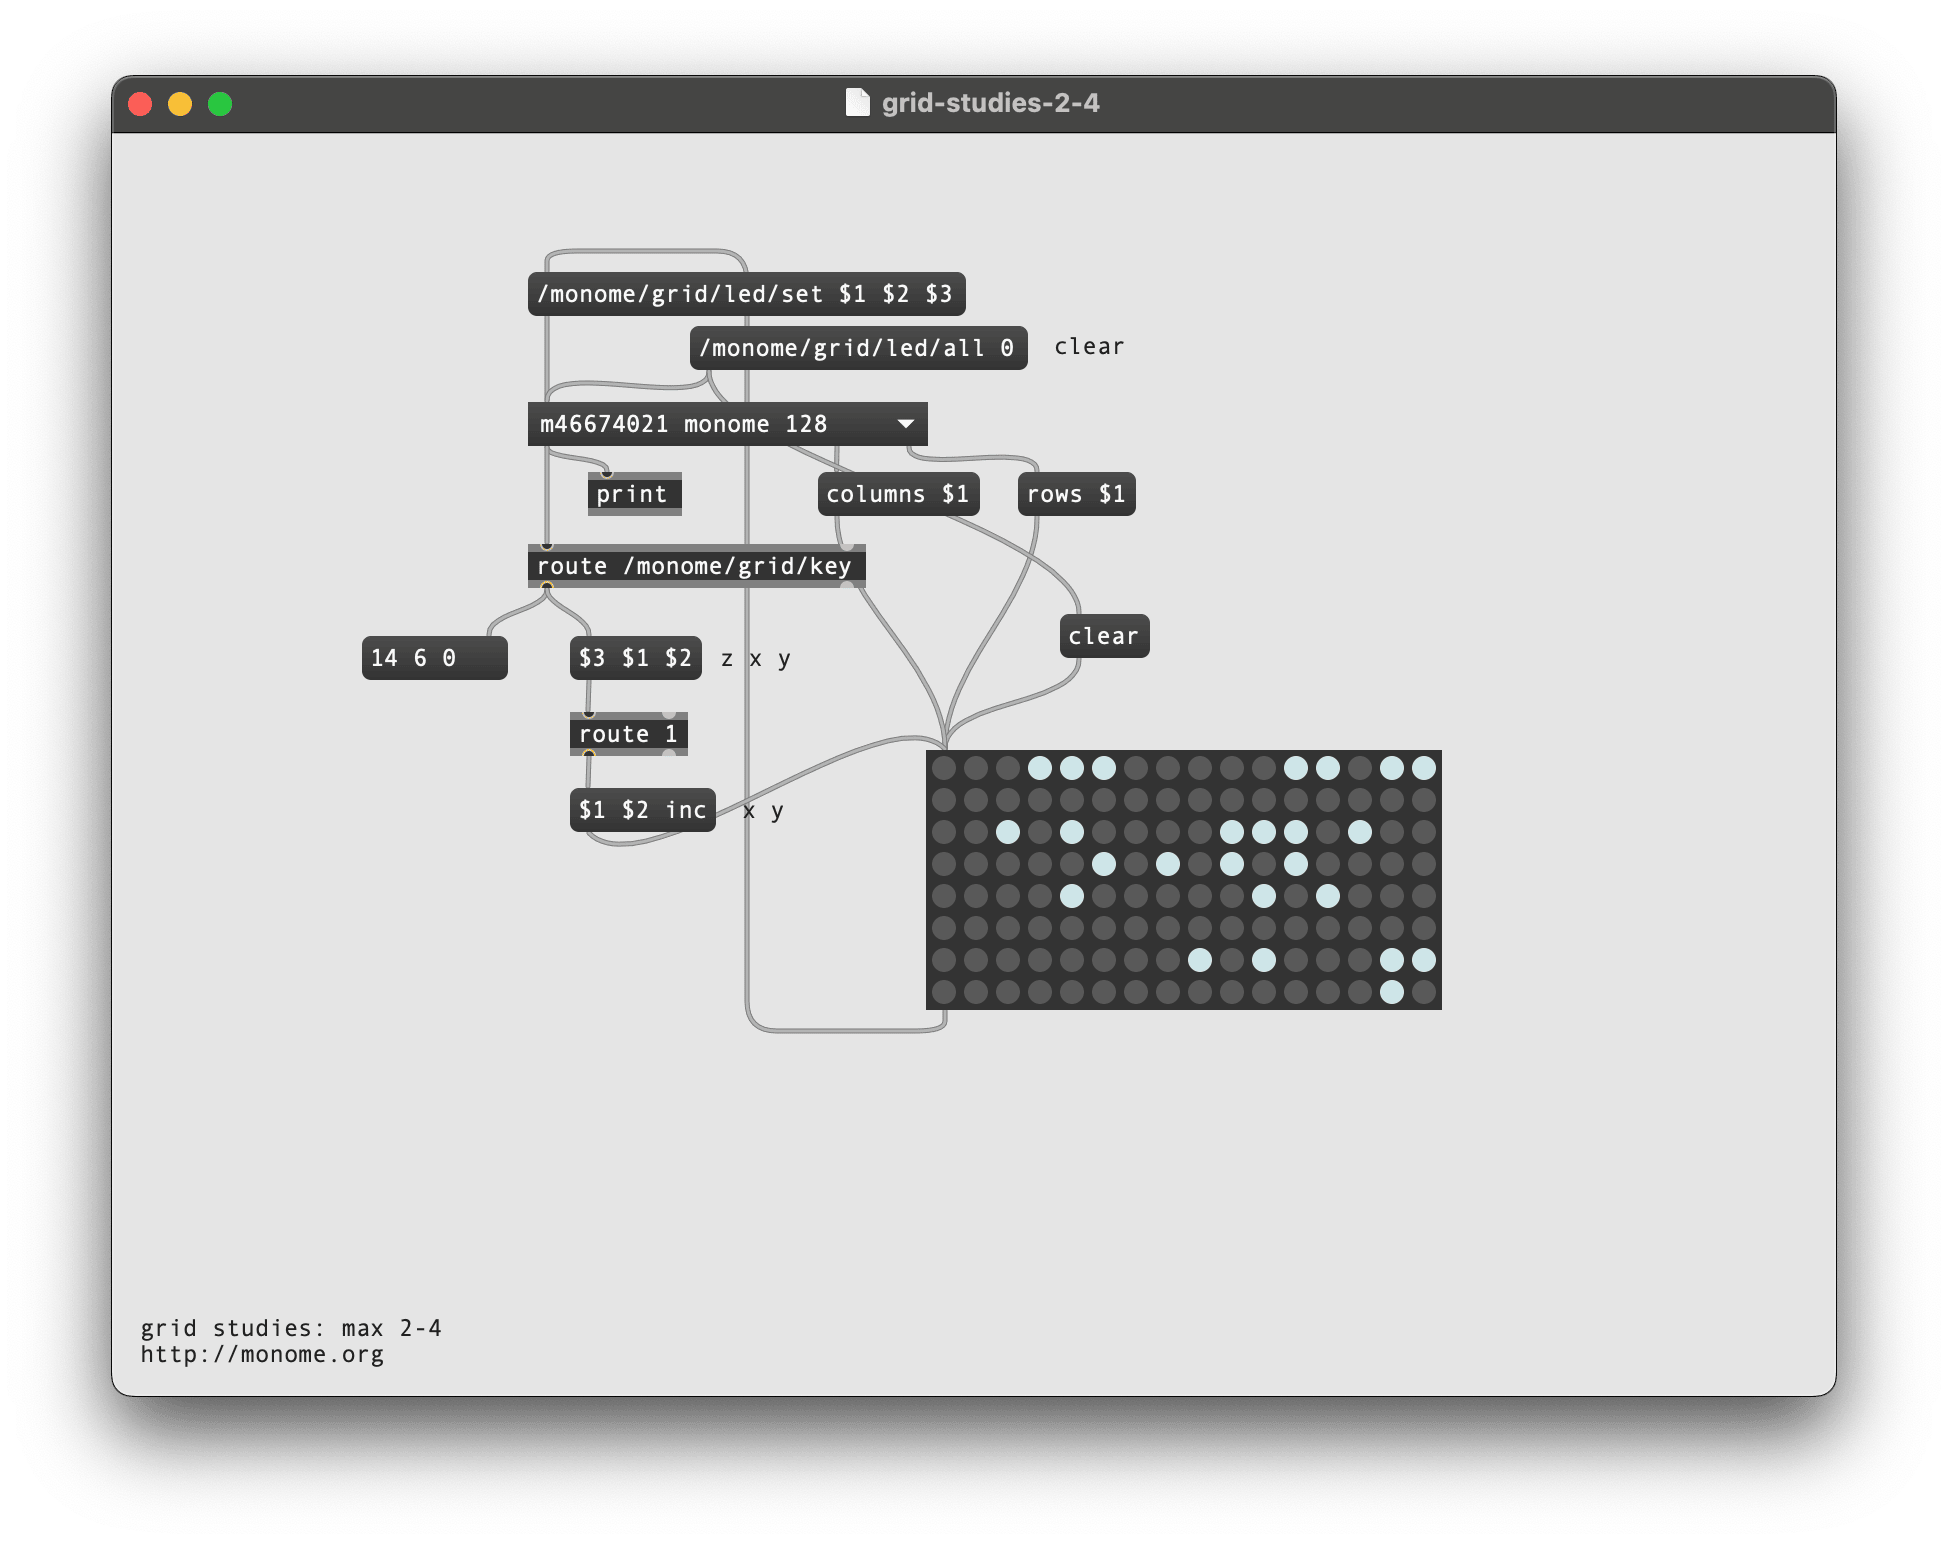 grid-studies-2-4
/monome/grid/led/set $1 $2 $3
/monome/grid/led/all 0
clear
m46674021 monome 128
print
columns $1
rows $1
route /monome/grid/key
clear
14 6 0
$3 $1 $2
z x y
route 1
$1 $2 inc
x y
grid studies: max 2-4
http://monome.org